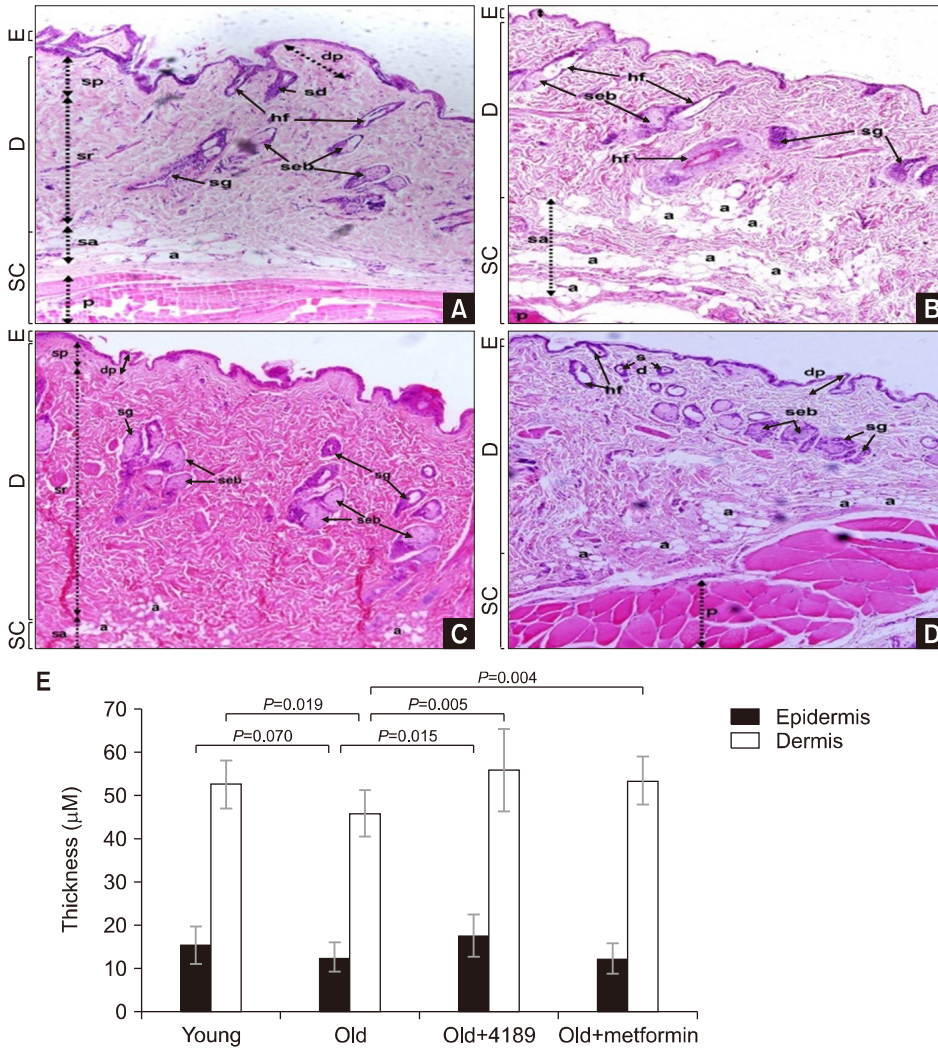 E
sp
D
sr
sa
SC
p
dp
sd
hf
seb
sg
a
A
E
D
SC
hf
seb
sg
hf
a
a
a
a
sa
a
a
a
a
p
B
E
sp
dp
D
sg
seb
sr
sg
seb
a
SC
sa
a
a
C
E
s
d
hf
dp
seb
sg
D
a
a
a
a
a
SC
p
D
E
P=0.004
P=0.019
P=0.005
P=0.070
P=0.015
Epidermis
Dermis
Thickness (µM)
70
60
50
40
30
20
10
0
Young
Old
Old+4189
Old+metformin